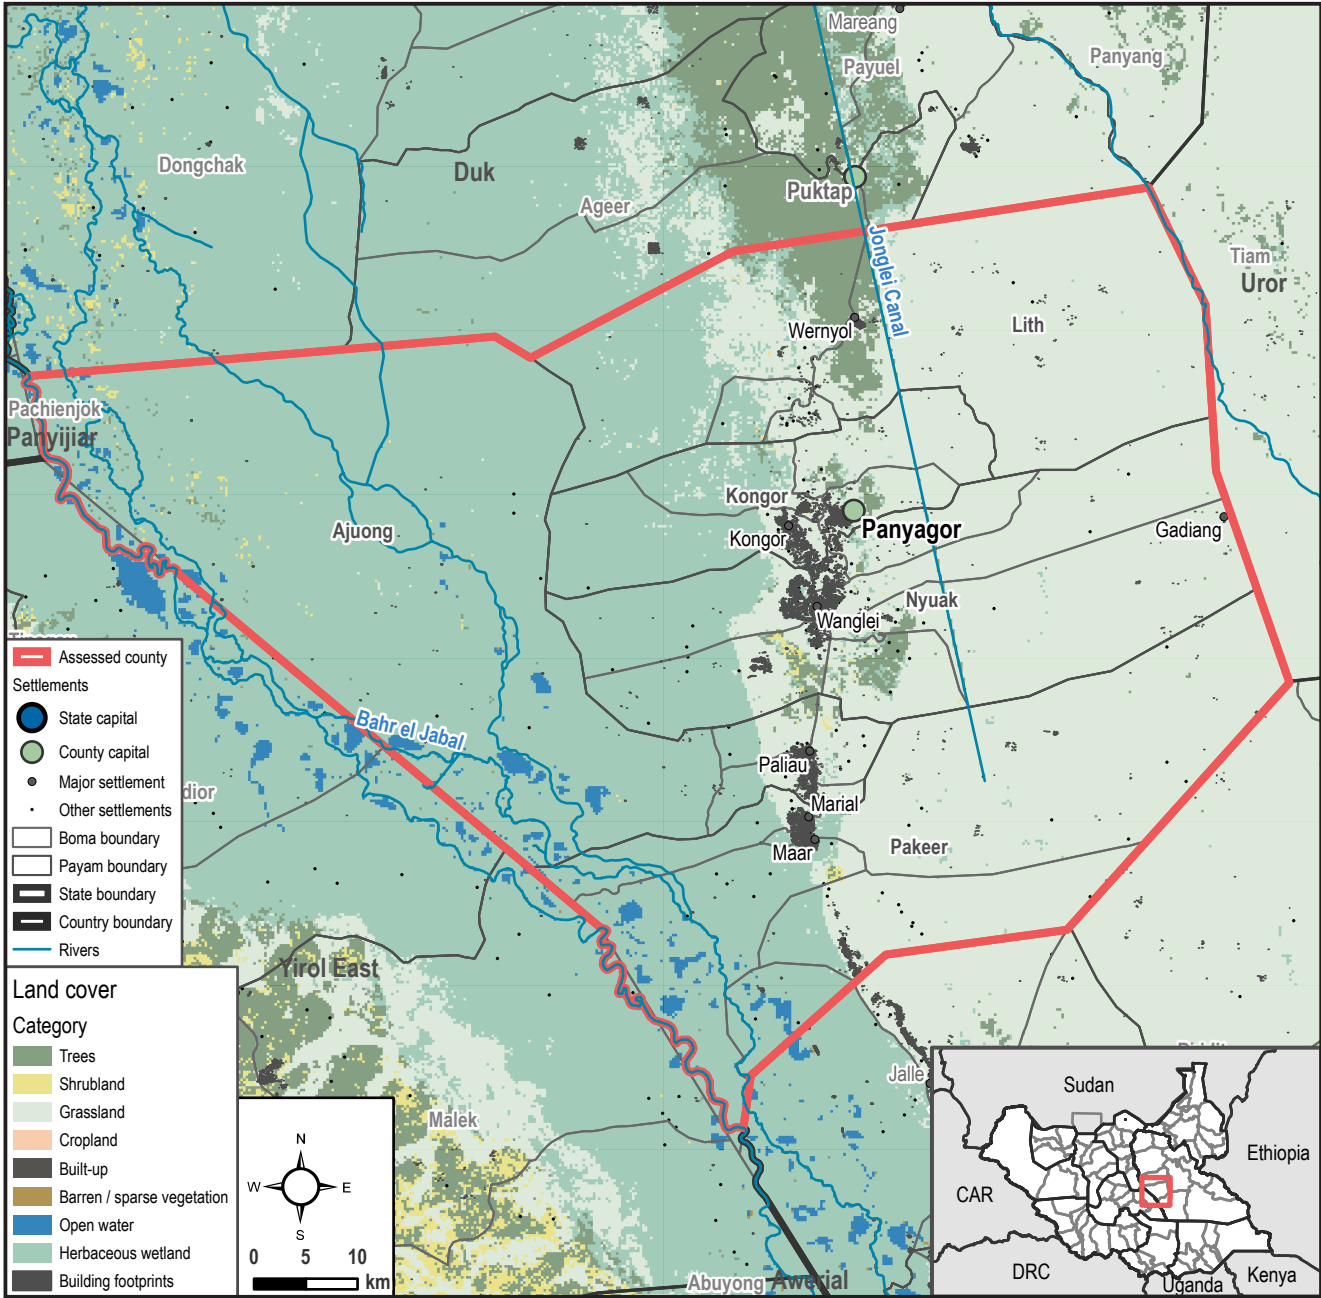 Mareang
Payuel
Panyang
Dongchak
Duk
Ageer
Puktap
Jonglei Canal
Tiam
Uror
Lith
Wernyol
Pachienjok
Panyijiar
Kongor
Kongor
Panyagor
Gadiang
Ajuong
Nyuak
Wanglei
Bahr el Jabal
Paliau
Marial
Maar
Pakeer
dior
Yirol East
Jalle
Malek
Abuyong
Awerial
Assessed county
Settlements
State capital
County capital
Major settlement
Other settlements
Boma boundary
Payam boundary
State boundary
Country boundary
Rivers
Land cover
Category
Trees
Shrubland
Grassland
Cropland
Built-up
Barren / sparse vegetation
Open water
Herbaceous wetland
Building footprints
N
W E
S
0 5 10
km
Sudan
Ethiopia
CAR
DRC
Uganda
Kenya